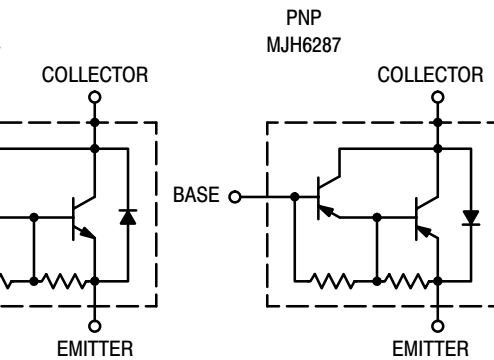 PNP
MJH6287
COLLECTOR
COLLECTOR
BASE
EMITTER
EMITTER